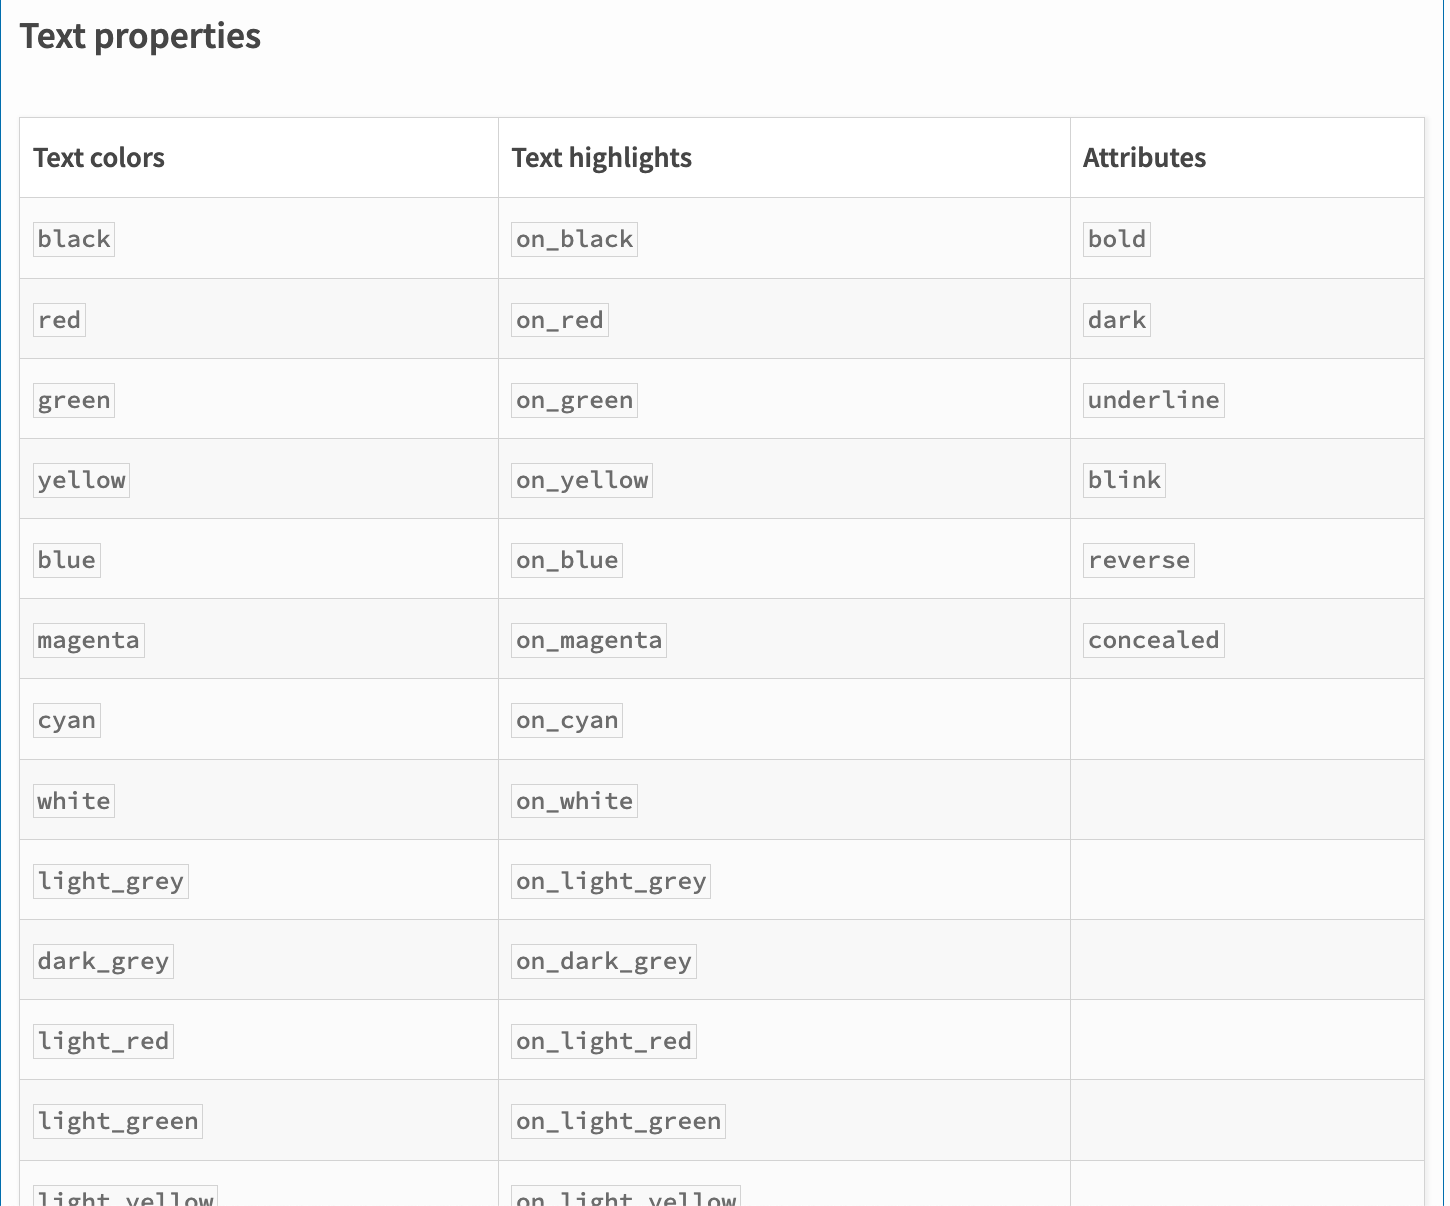 Text properties
Text colors Text highlights Attributes
black on_black bold
red on_red dark
green on_green underline
yellow on_yellow blink
blue on_blue reverse
magenta on_magenta concealed
cyan on_cyan
white on_white
light_grey on_light_grey
dark_grey on_dark_grey
light_red on_light_red
light_green on_light_green
light_yellow on_light_yellow